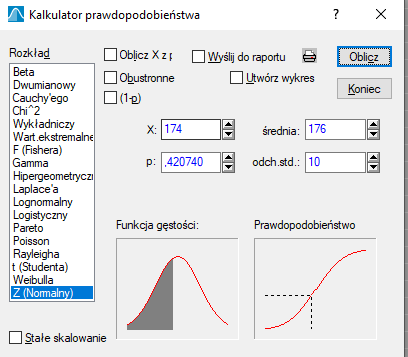 Kalkulator prawdopodobieństwa
Rozkład
Beta
Dwumianowy
Cauchy'ego
Chi^2
Wykładniczy
Wart.ekstremalne
F (Fishera)
Gamma
Hipergeometryczn
Laplace'a
Lognormalny
Logistyczny
Pareto
Poisson
Rayleigha
t (Studenta)
Weibulla
Z (Normalny)
Stałe skalowanie
Oblicz X z p
Wyślij do raportu
Oblicz
Obustronne
Utwórz wykres
Koniec
(1-p)
X: 174
średnia: 176
p: ,420740
odch.std.: 10
Funkcja gęstości:
Prawdopodobieństwo